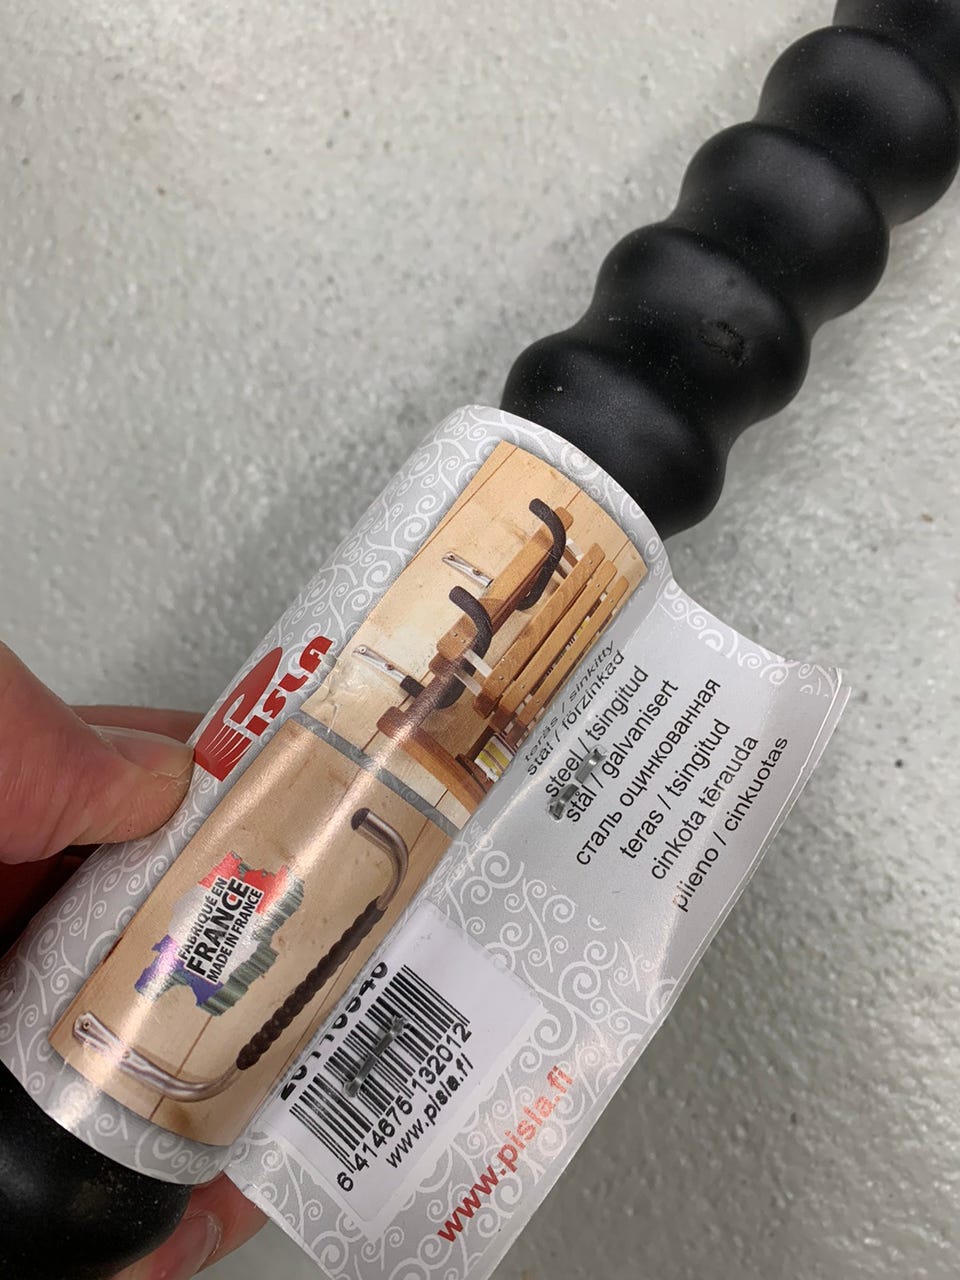 Pisla
FABRIQUÉ EN
FRANCE
MADE IN FRANCE
teräs / sinkitty
stål / förzinkad
steel / tsingitud
stål / galvanisert
сталь оцинкованная
teras / tsingitud
cinkota tērauda
plieno / cinkuotas
6 414675 132012
www.pisla.fi
www.pisla.fi